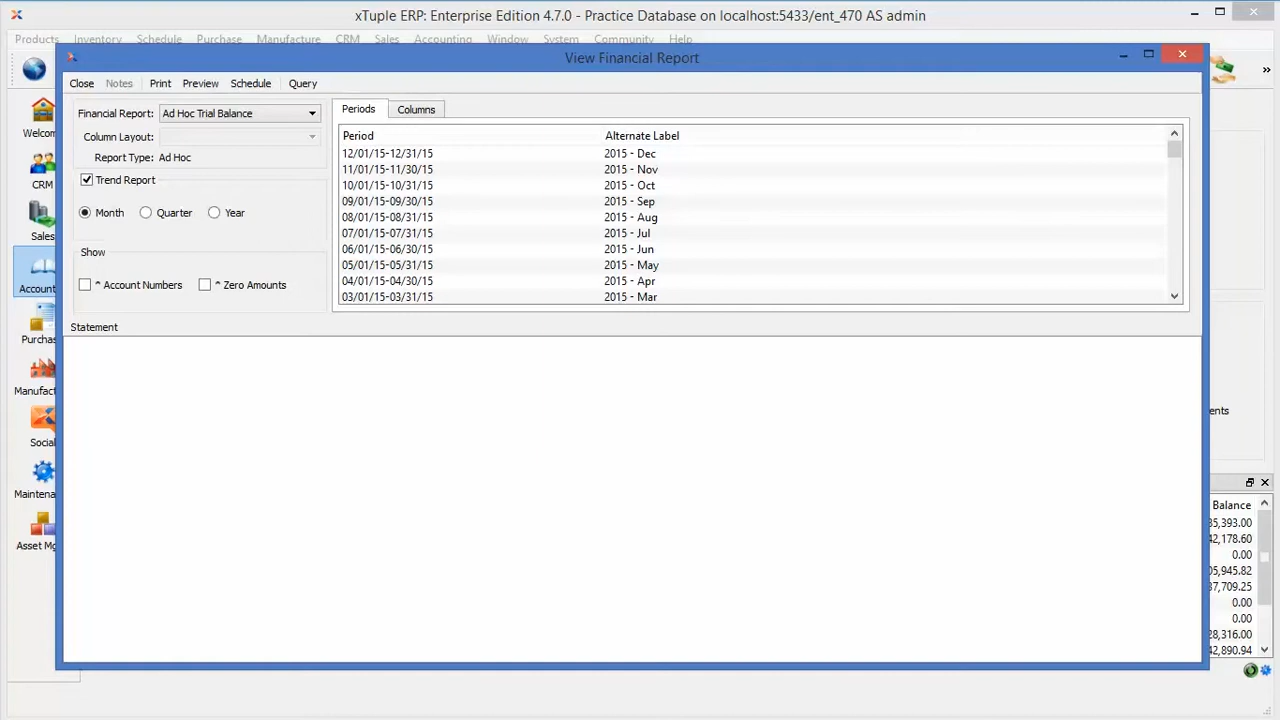 xTuple ERP: Enterprise Edition 4.7.0 - Practice Database on localhost:5433/ent_470 AS admin
Products Inventory Schedule Purchase Manufacture CRM Sales Accounting Window System Community Help
View Financial Report
Close Notes Print Preview Schedule Query
Financial Report: Ad Hoc Trial Balance
Column Layout:
Report Type: Ad Hoc
Trend Report
Month Quarter Year
Show
^ Account Numbers ^ Zero Amounts
Periods Columns
Period Alternate Label
12/01/15-12/31/15 2015 - Dec
11/01/15-11/30/15 2015 - Nov
10/01/15-10/31/15 2015 - Oct
09/01/15-09/30/15 2015 - Sep
08/01/15-08/31/15 2015 - Aug
07/01/15-07/31/15 2015 - Jul
06/01/15-06/30/15 2015 - Jun
05/01/15-05/31/15 2015 - May
04/01/15-04/30/15 2015 - Apr
03/01/15-03/31/15 2015 - Mar
Statement
Welcom
CRM
Sales
Account
Purchas
Manufact
Social
Maintena
Asset Mg
ents
Balance
35,393.00
42,178.60
0.00
05,945.82
37,709.25
0.00
0.00
28,316.00
42,890.94
»